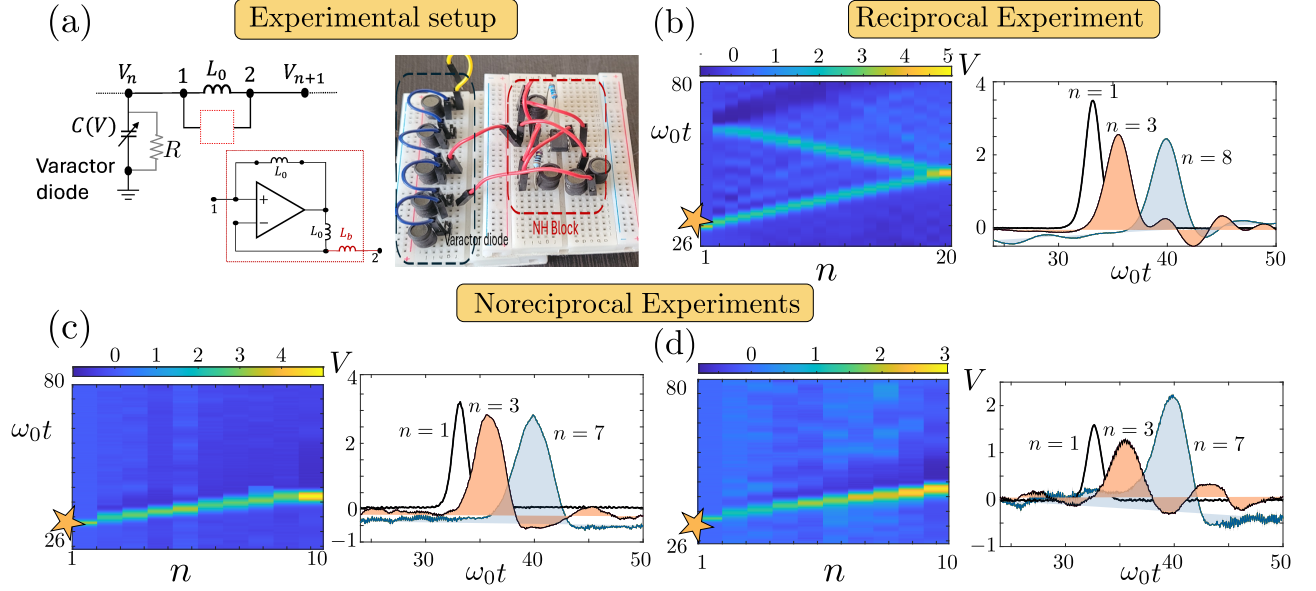 (a)
Experimental setup
V_n
1
L_0
2
V_{n+1}
C(V)
R
Varactor
diode
L_0
+
−
1
L_0
L_b
2
Varactor diode
NH Block
(b)
Reciprocal Experiment
0 1 2 3 4 5
V
80
ω_0t
26
1
n
20
4
2
0
n = 1
n = 3
n = 8
30 40 50
ω_0t
Noreciprocal Experiments
(c)
0 1 2 3 4
V
80
ω_0t
26
1
n
10
4
3
2
1
0
−1
n = 1
n = 3
n = 7
30 40 50
ω_0t
(d)
0 1 2 3
V
80
26
1
n
10
2
1
0
−1
n = 1
n = 3
n = 7
30 40 50
ω_0t